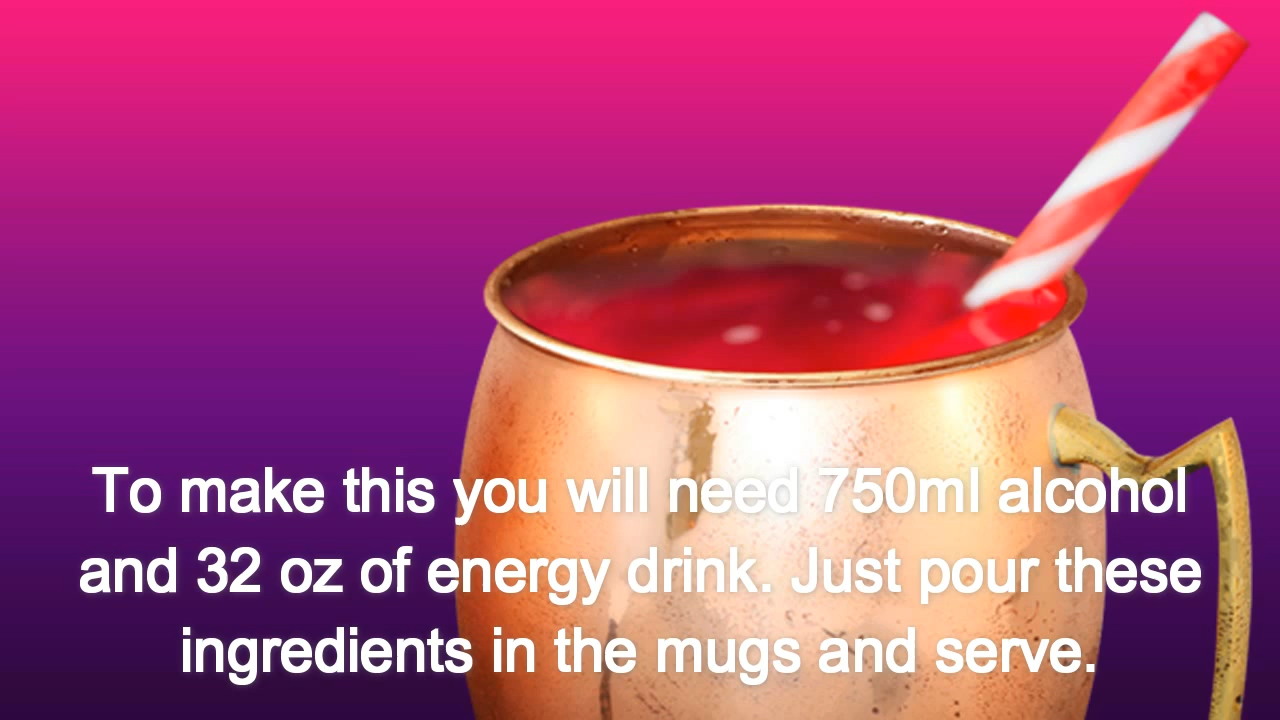 To make this you will need 750ml alcohol
and 32 oz of energy drink. Just pour these
ingredients in the mugs and serve.